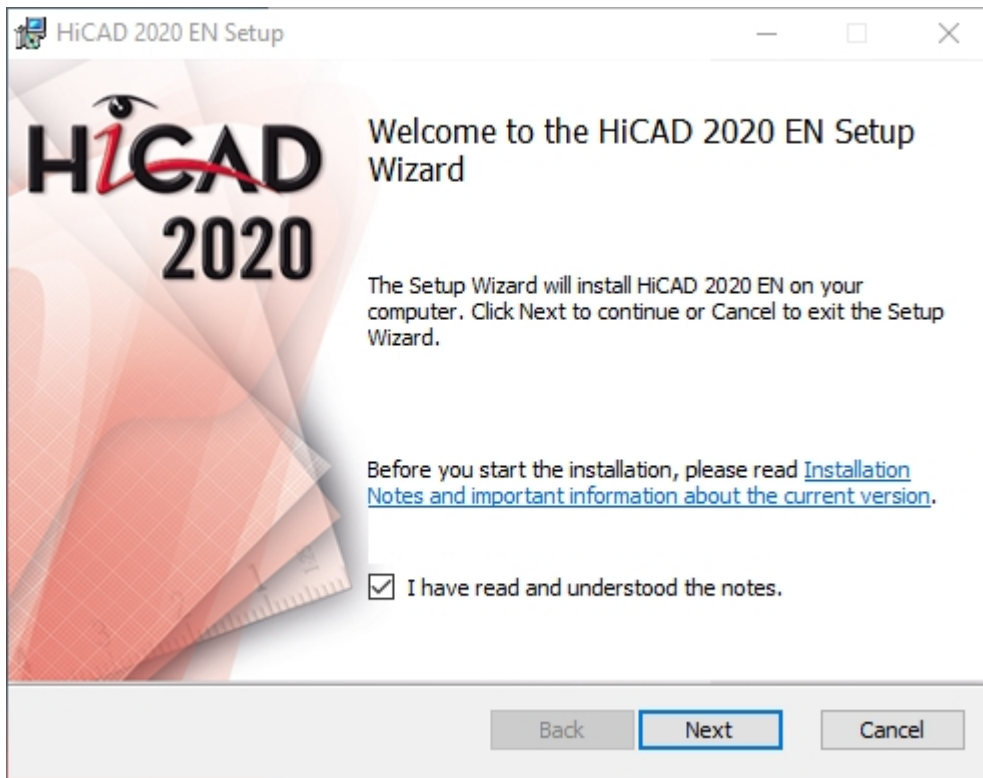 HiCAD 2020 EN Setup
HiCAD
2020
Welcome to the HiCAD 2020 EN Setup
Wizard
The Setup Wizard will install HiCAD 2020 EN on your
computer. Click Next to continue or Cancel to exit the Setup
Wizard.
Before you start the installation, please read Installation
Notes and important information about the current version.
I have read and understood the notes.
Back
Next
Cancel